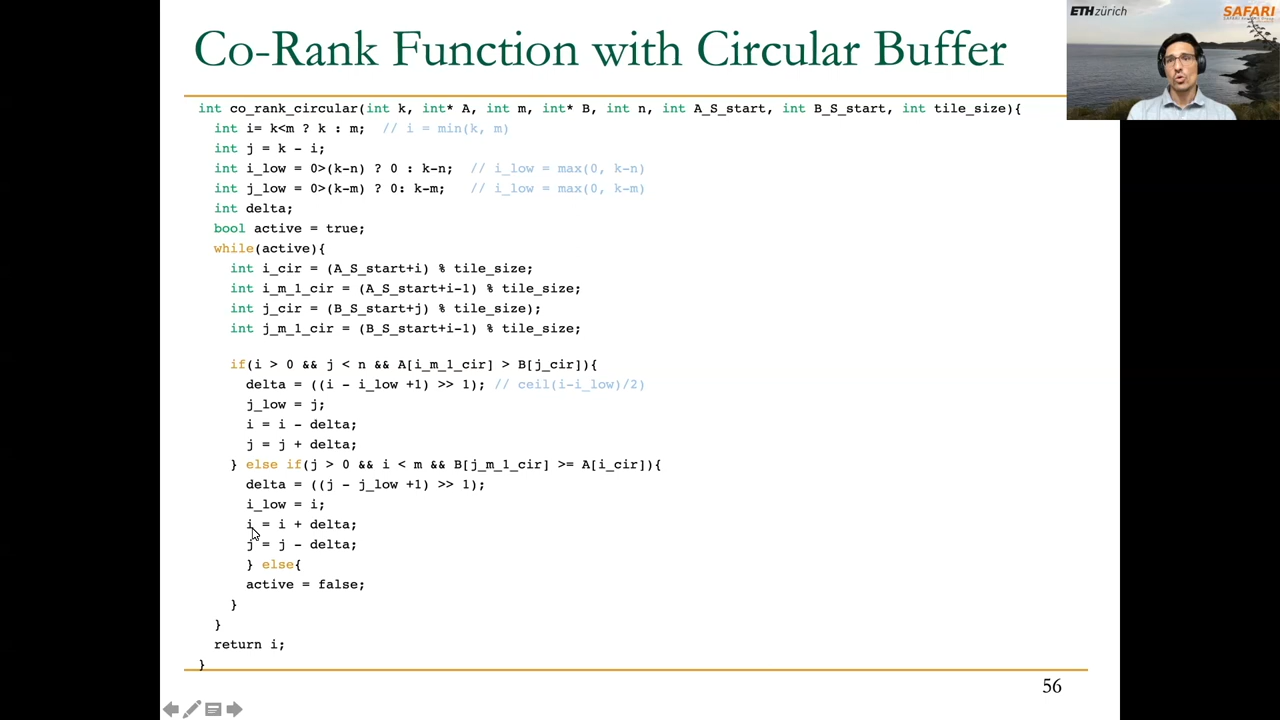 Co-Rank Function with Circular Buffer
ETH zürich
SAFARI
int co_rank_circular(int k, int* A, int m, int* B, int n, int A_S_start, int B_S_start, int tile_size){
int i= k<m ? k : m; // i = min(k, m)
int j = k - i;
int i_low = 0>(k-n) ? 0 : k-n; // i_low = max(0, k-n)
int j_low = 0>(k-m) ? 0: k-m; // i_low = max(0, k-m)
int delta;
bool active = true;
while(active){
int i_cir = (A_S_start+i) % tile_size;
int i_m_1_cir = (A_S_start+i-1) % tile_size;
int j_cir = (B_S_start+j) % tile_size);
int j_m_1_cir = (B_S_start+i-1) % tile_size;
if(i > 0 && j < n && A[i_m_1_cir] > B[j_cir]){
delta = ((i - i_low +1) >> 1); // ceil(i-i_low)/2)
j_low = j;
i = i - delta;
j = j + delta;
} else if(j > 0 && i < m && B[j_m_1_cir] >= A[i_cir]){
delta = ((j - j_low +1) >> 1);
i_low = i;
i = i + delta;
j = j - delta;
} else{
active = false;
}
}
return i;
}
56